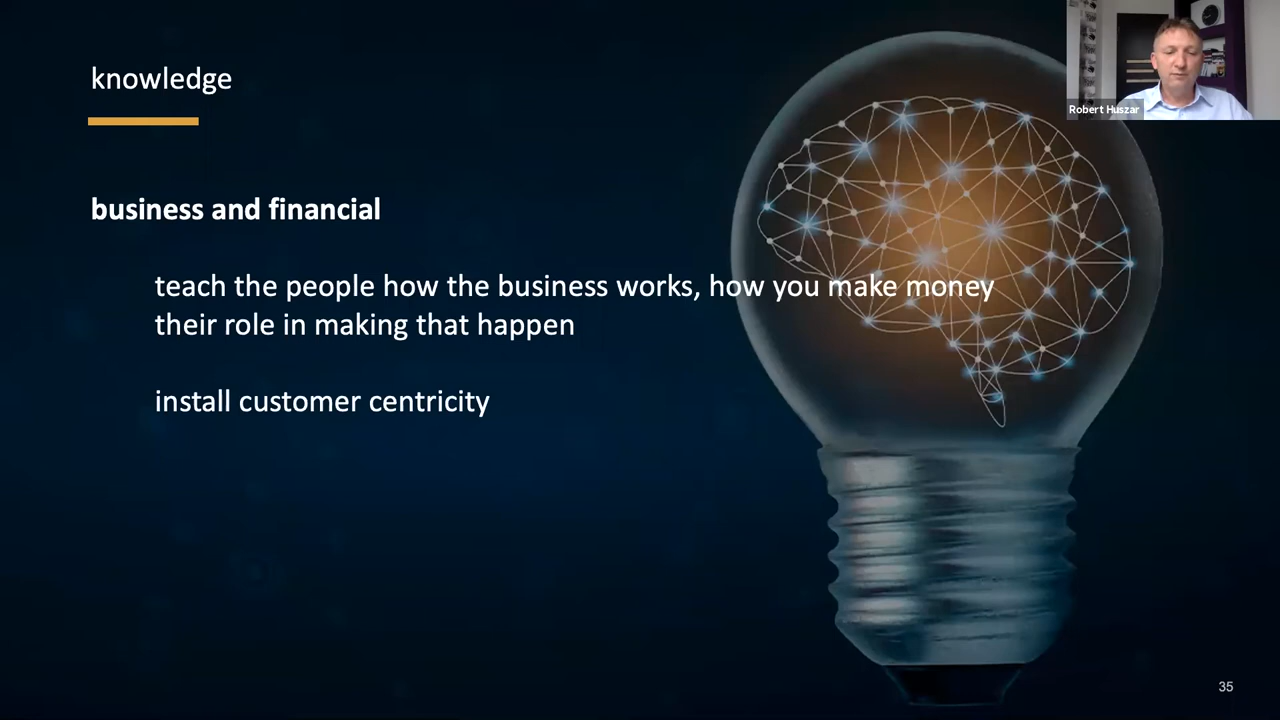 knowledge
Robert Huszar
business and financial
teach the people how the business works, how you make money
their role in making that happen
install customer centricity
35